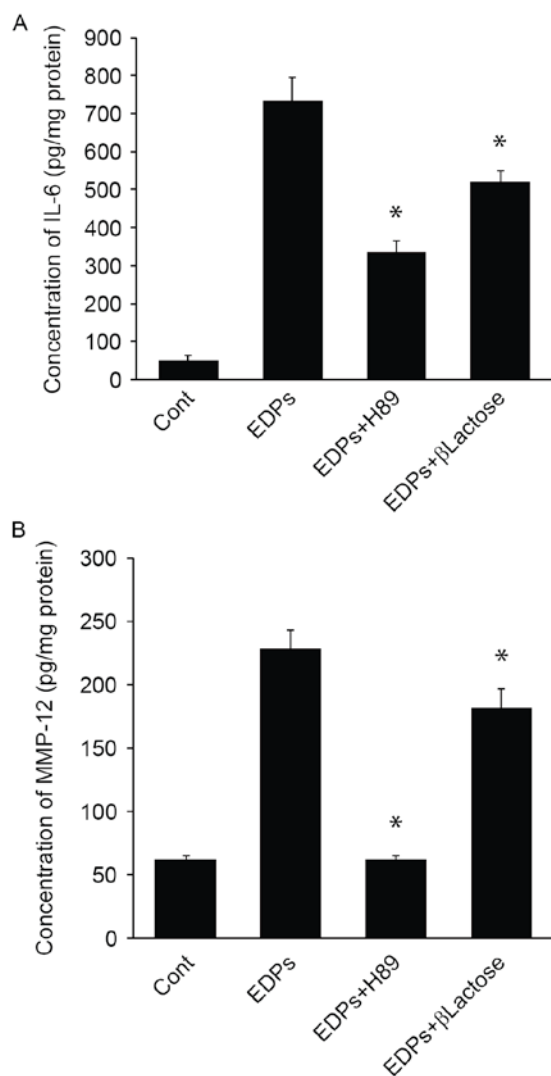 A
Concentration of IL-6 (pg/mg protein)
900
800
700
600
500
400
300
200
100
0
*
*
Cont
EDPs
EDPs+H89
EDPs+βLactose
B
Concentration of MMP-12 (pg/mg protein)
300
250
200
150
100
50
0
*
*
Cont
EDPs
EDPs+H89
EDPs+βLactose